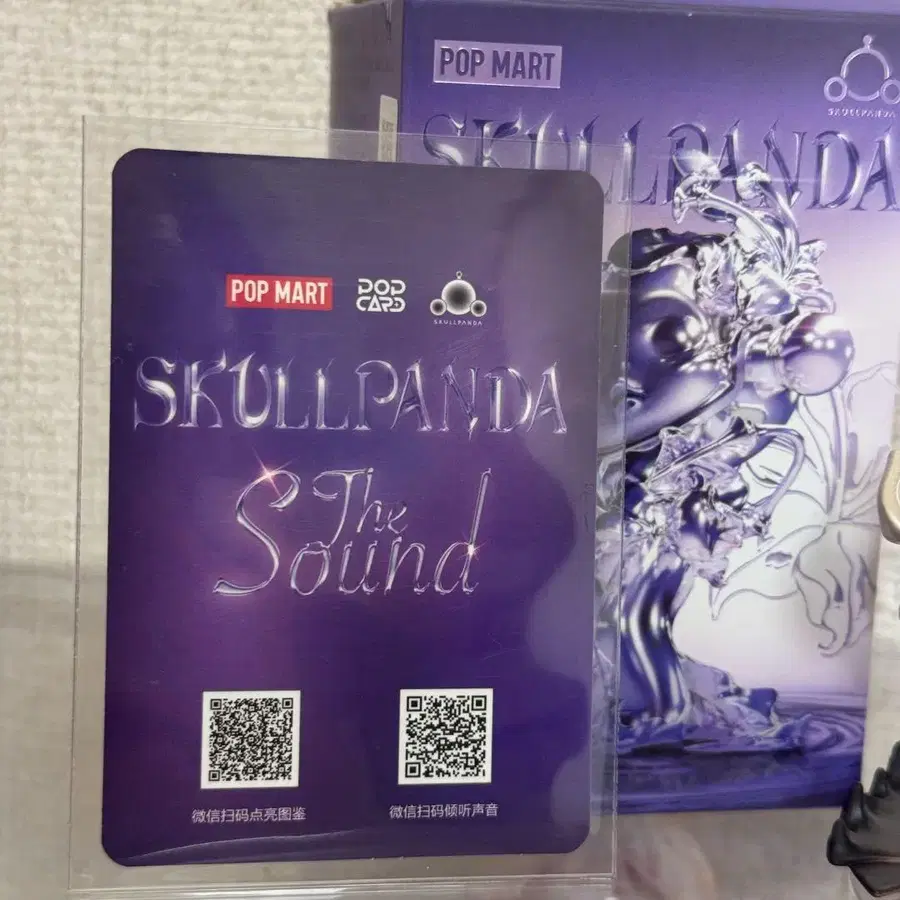 POP MART
SKULLPANDA
SKULLPANDA
POP MART
POP CARD
SKULLPANDA
SKULLPANDA
The
Sound
微信扫码点亮图鉴
微信扫码倾听声音